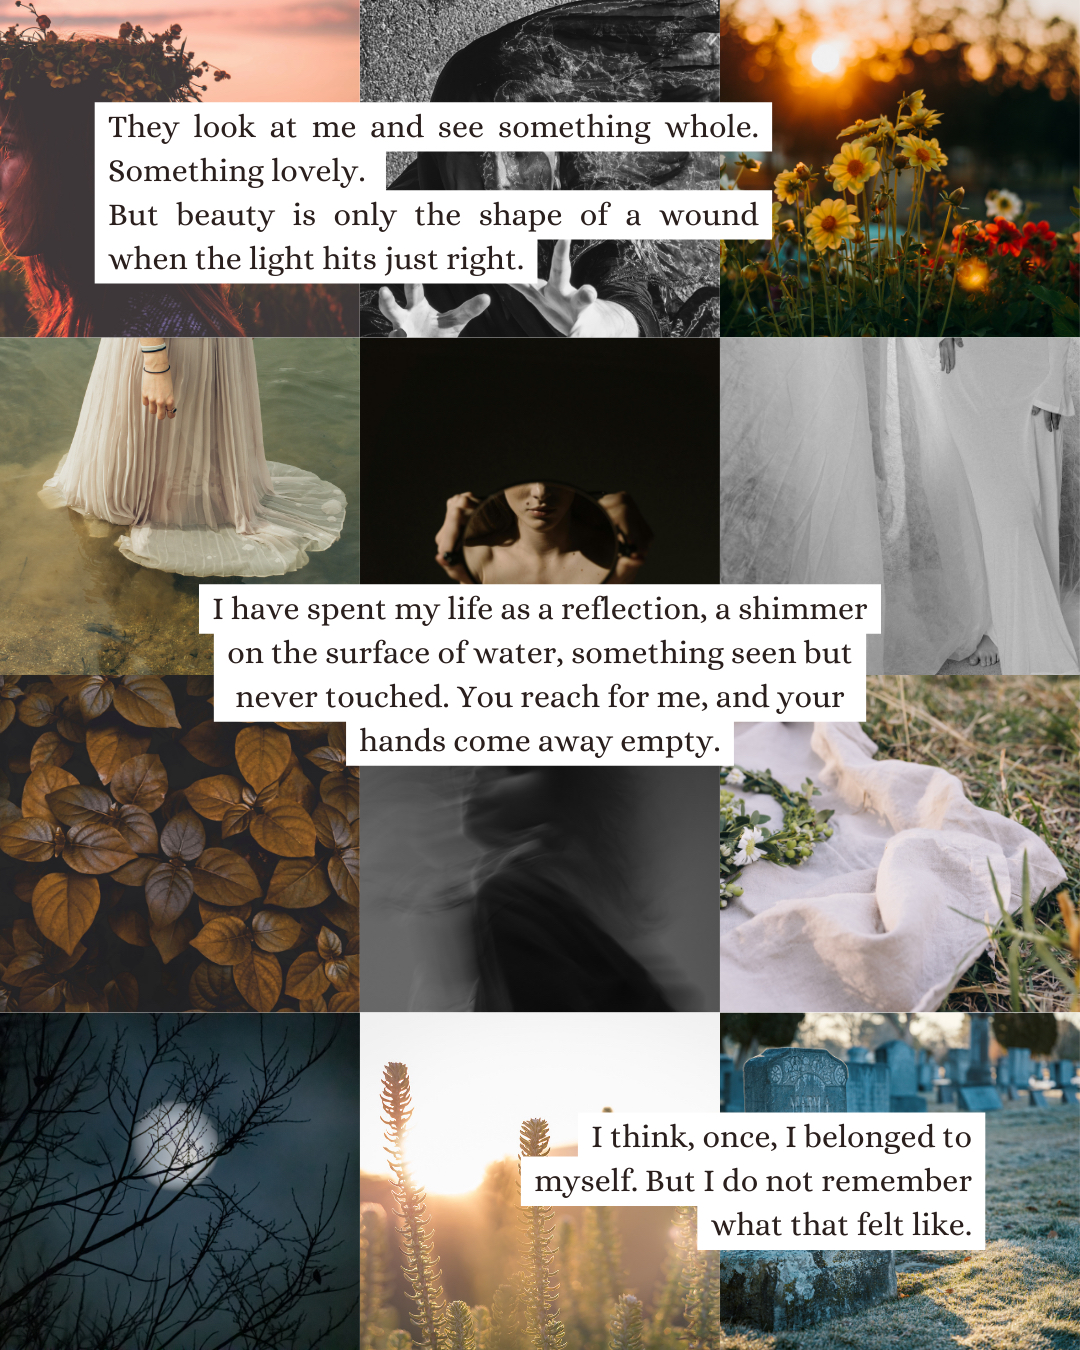 They look at me and see something whole.
Something lovely.
But beauty is only the shape of a wound
when the light hits just right.
I have spent my life as a reflection, a shimmer
on the surface of water, something seen but
never touched. You reach for me, and your
hands come away empty.
I think, once, I belonged to
myself. But I do not remember
what that felt like.